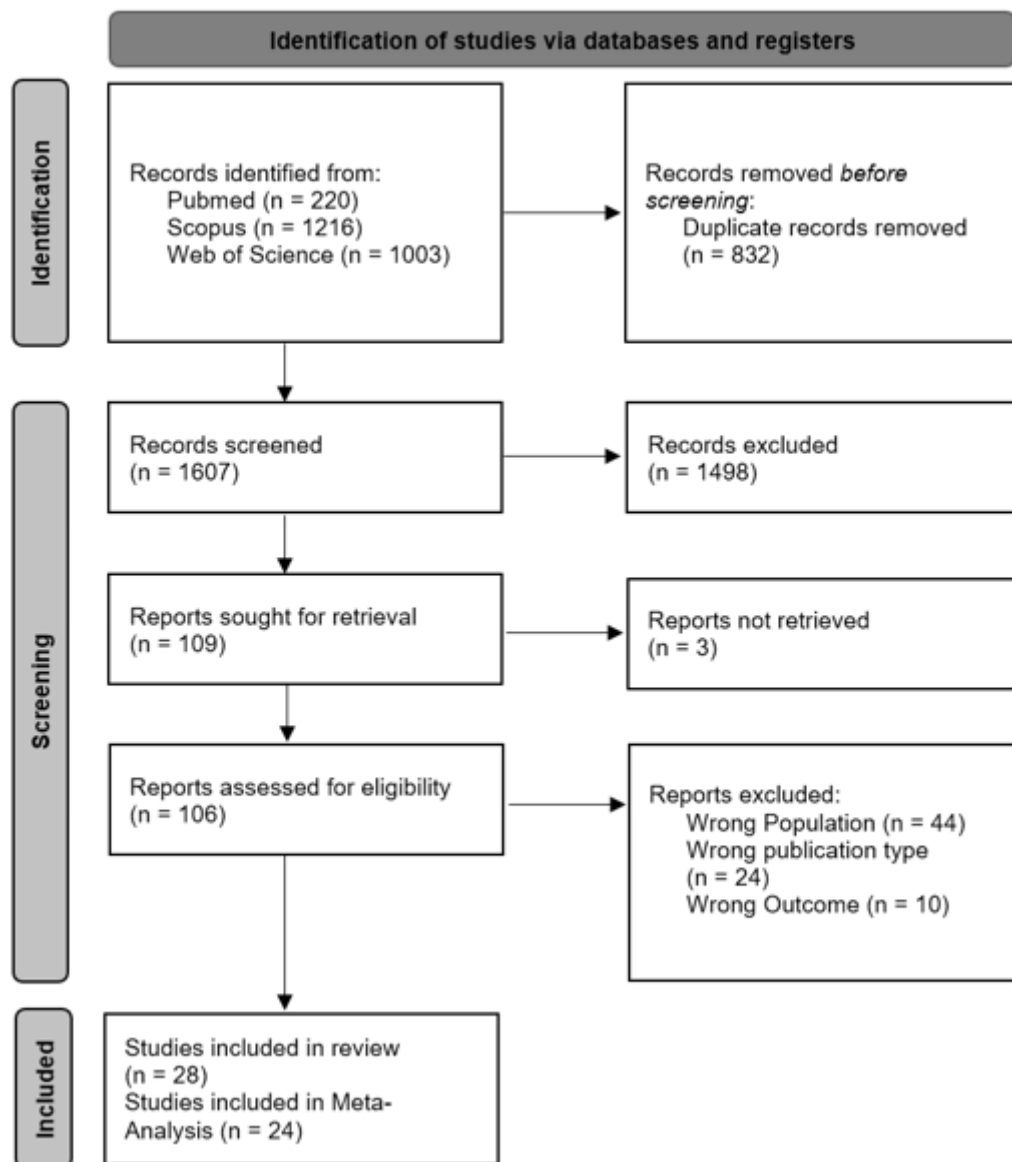 Identification of studies via databases and registers
Identification
Records identified from:
Pubmed (n = 220)
Scopus (n = 1216)
Web of Science (n = 1003)
Records removed before
screening:
Duplicate records removed
(n = 832)
Screening
Records screened
(n = 1607)
Records excluded
(n = 1498)
Reports sought for retrieval
(n = 109)
Reports not retrieved
(n = 3)
Reports assessed for eligibility
(n = 106)
Reports excluded:
Wrong Population (n = 44)
Wrong publication type
(n = 24)
Wrong Outcome (n = 10)
Included
Studies included in review
(n = 28)
Studies included in Meta-
Analysis (n = 24)